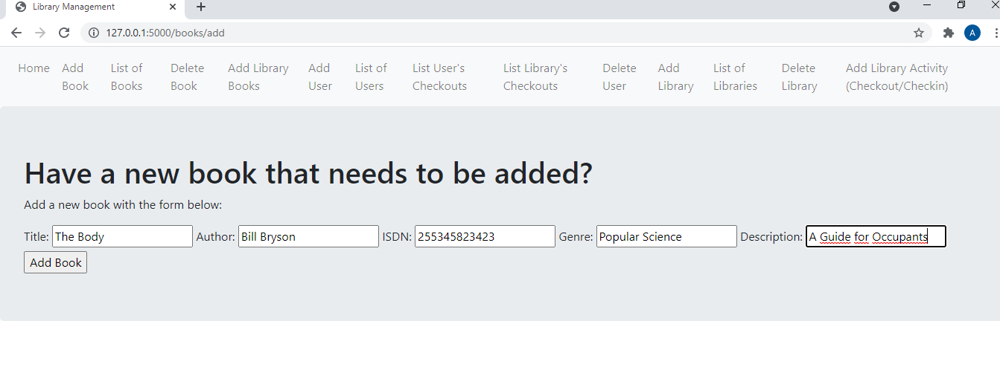 Library Management
127.0.0.1:5000/books/add
A
Home Add Book List of Books Delete Book Add Library Books Add User List of Users List User's Checkouts List Library's Checkouts Delete User Add Library List of Libraries Delete Library Add Library Activity (Checkout/Checkin)
Have a new book that needs to be added?
Add a new book with the form below:
Title: The Body Author: Bill Bryson ISDN: 255345823423 Genre: Popular Science Description: A Guide for Occupants
Add Book